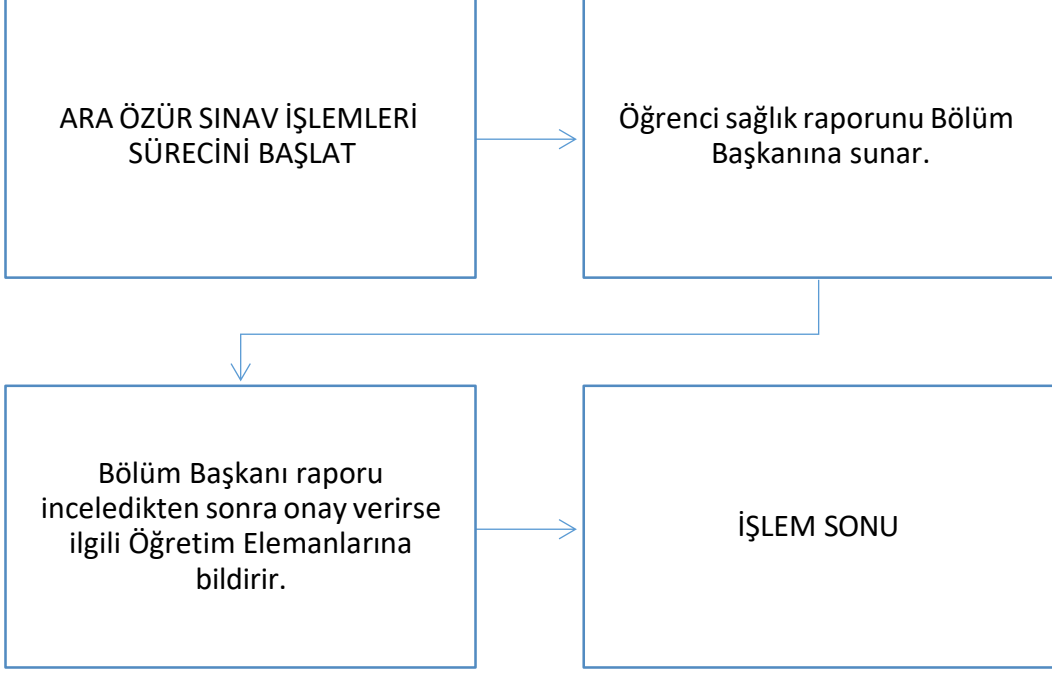 ARA ÖZÜR SINAV İŞLEMLERİ
SÜRECİNİ BAŞLAT
Öğrenci sağlık raporunu Bölüm
Başkanına sunar.
Bölüm Başkanı raporu
inceledikten sonra onay verirse
ilgili Öğretim Elemanlarına
bildirir.
İŞLEM SONU